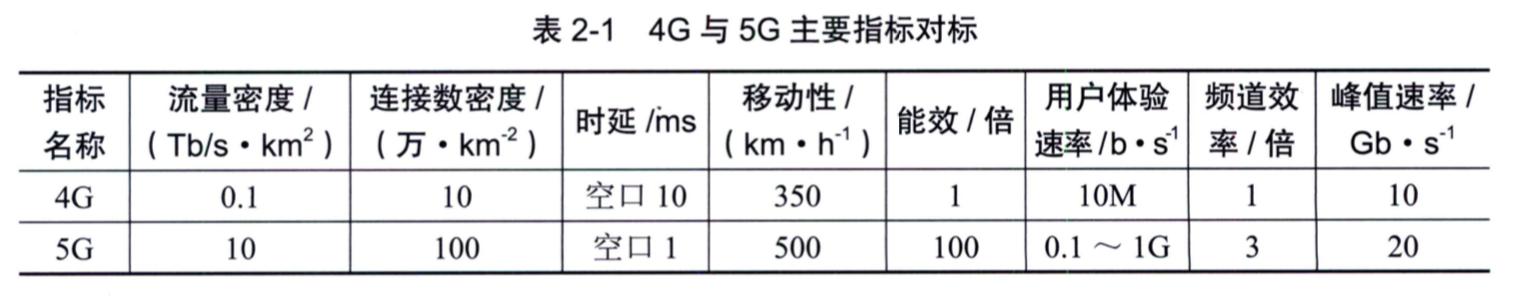 表 2-1 4G 与 5G 主要指标对标
指标名称 流量密度 / (Tb/s·km²) 连接数密度 / (万·km⁻²) 时延 /ms 移动性 / (km·h⁻¹) 能效 / 倍 用户体验速率 /b·s⁻¹ 频道效率 / 倍 峰值速率 / Gb·s⁻¹
4G 0.1 10 空口 10 350 1 10M 1 10
5G 10 100 空口 1 500 100 0.1 ~ 1G 3 20